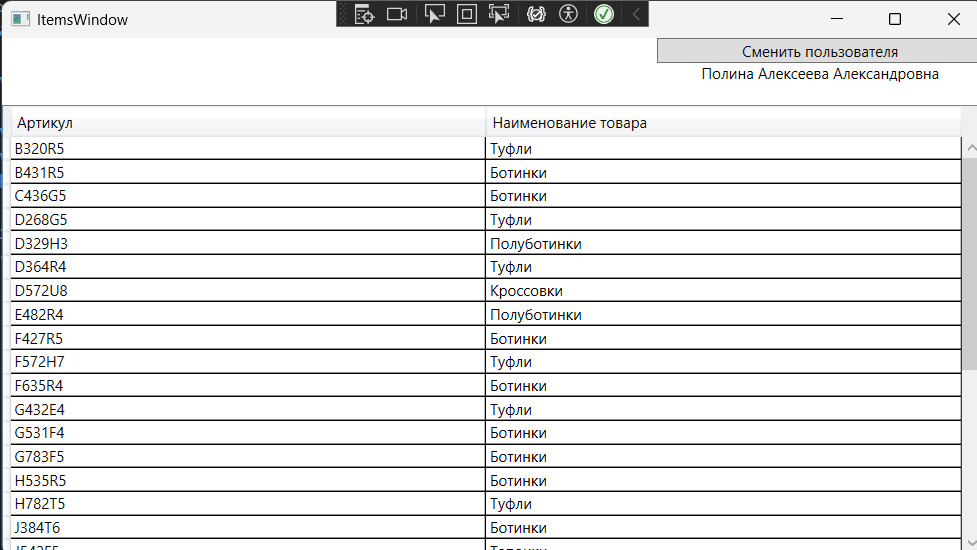 ItemsWindow
Сменить пользователя
Полина Алексеева Александровна
Артикул Наименование товара
B320R5 Туфли
B431R5 Ботинки
C436G5 Ботинки
D268G5 Туфли
D329H3 Полуботинки
D364R4 Туфли
D572U8 Кроссовки
E482R4 Полуботинки
F427R5 Ботинки
F572H7 Туфли
F635R4 Ботинки
G432E4 Туфли
G531F4 Ботинки
G783F5 Ботинки
H535R5 Ботинки
H782T5 Туфли
J384T6 Ботинки